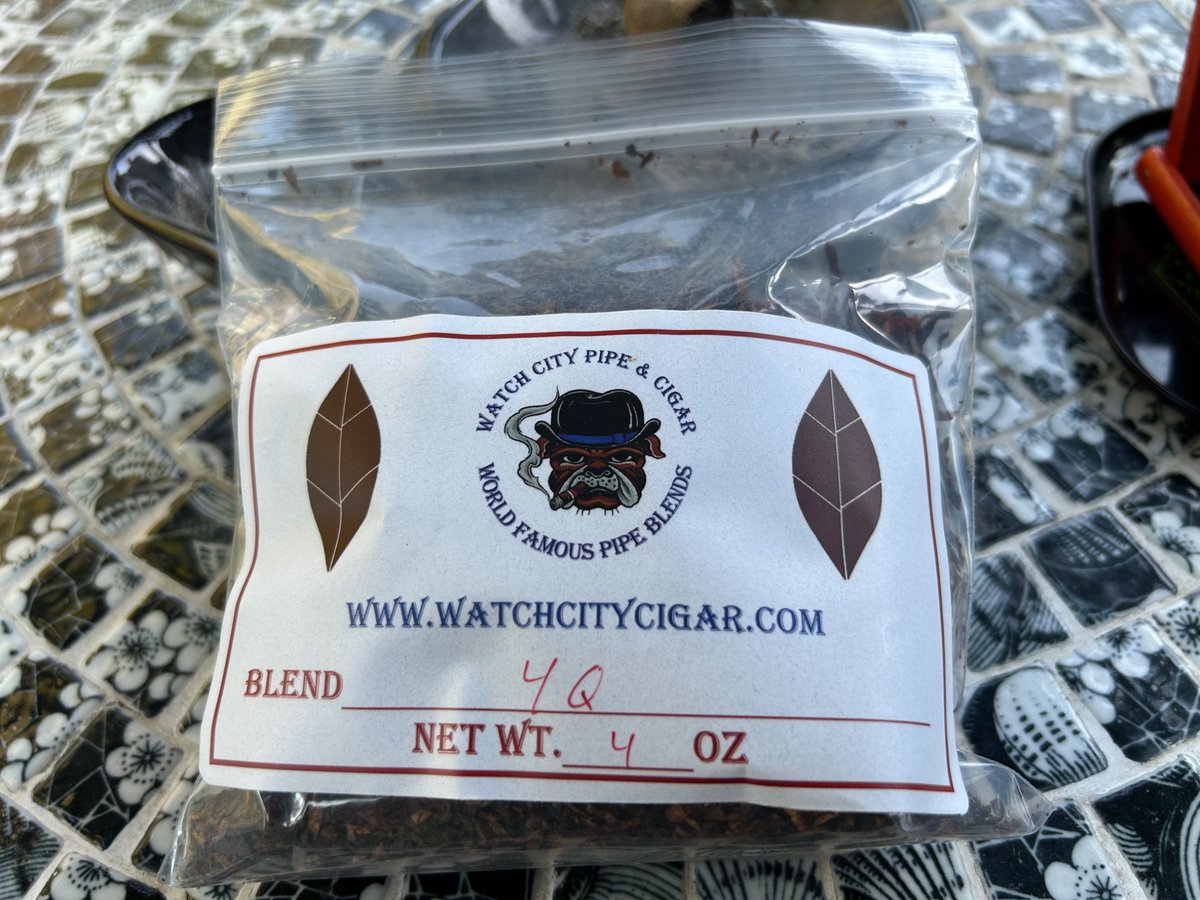 WATCH CITY PIPE & CIGAR
WORLD FAMOUS PIPE BLENDS
WWW.WATCHCITYCIGAR.COM
BLEND 4Q
NET WT. 4 OZ